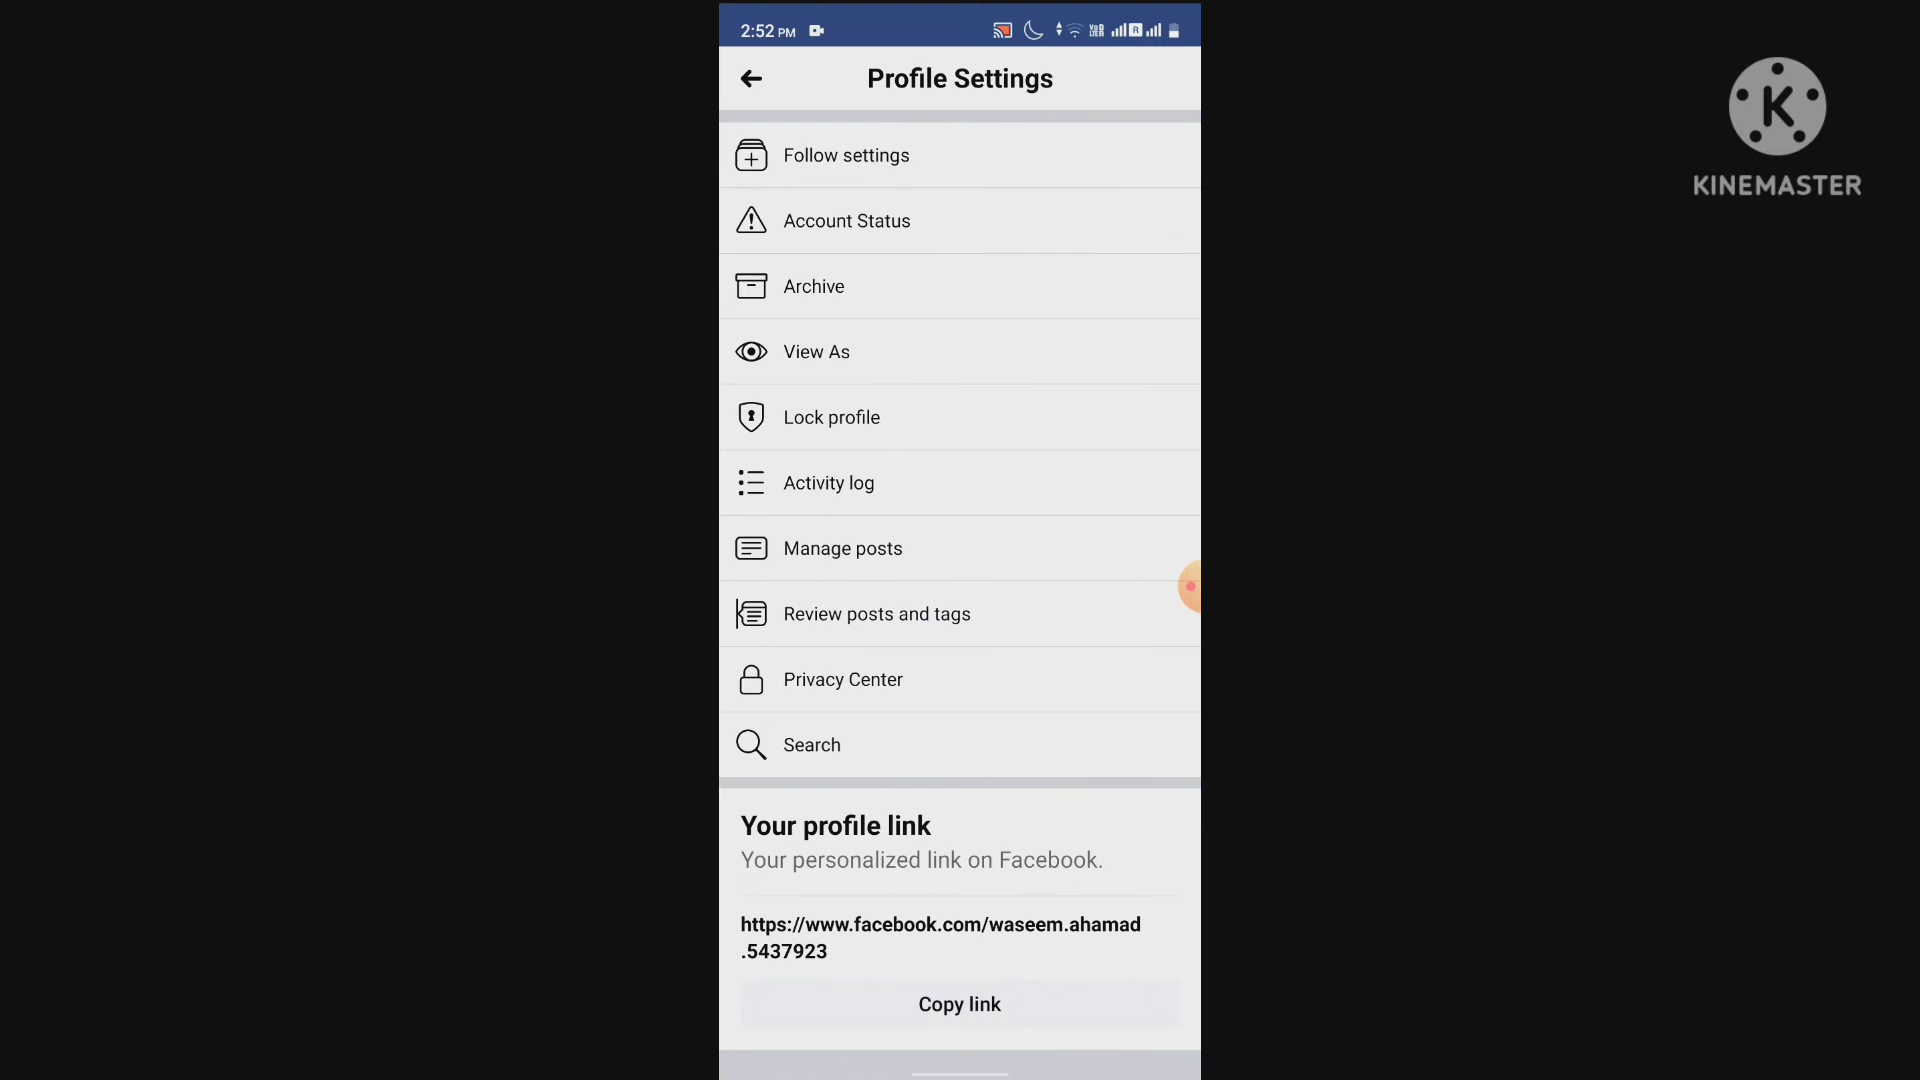 2:52 PM
Profile Settings
KINEMASTER
Follow settings
Account Status
Archive
View As
Lock profile
Activity log
Manage posts
Review posts and tags
Privacy Center
Search
Your profile link
Your personalized link on Facebook.
https://www.facebook.com/waseem.ahamad
.5437923
Copy link